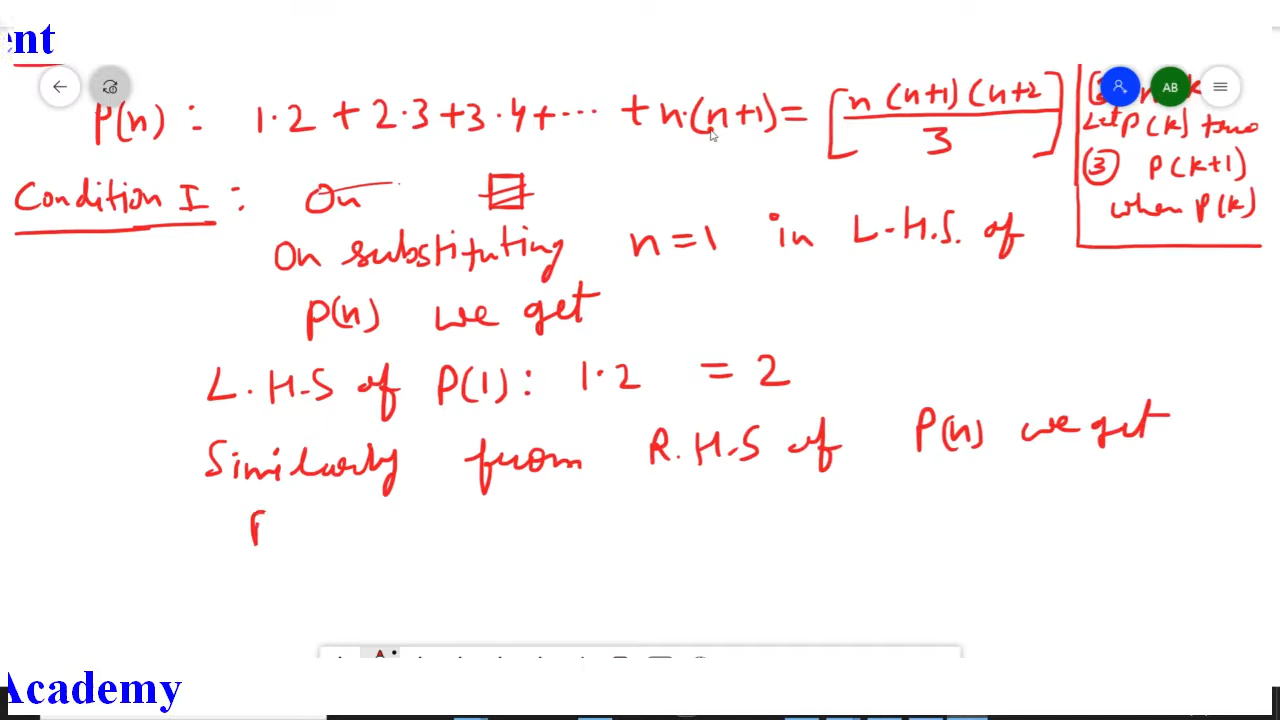 ent
P(n) : 1·2 + 2·3 + 3·4 + ··· + n·(n+1) = [n (n+1) (n+2) / 3]
Let P(k) true
③ P(k+1)
when P(k)
Condition I : On
On substituting n = 1 in L.H.S. of
P(n) we get
L.H.S of P(1) : 1·2 = 2
Similarly from R.H.S of P(n) we get
AB
Academy